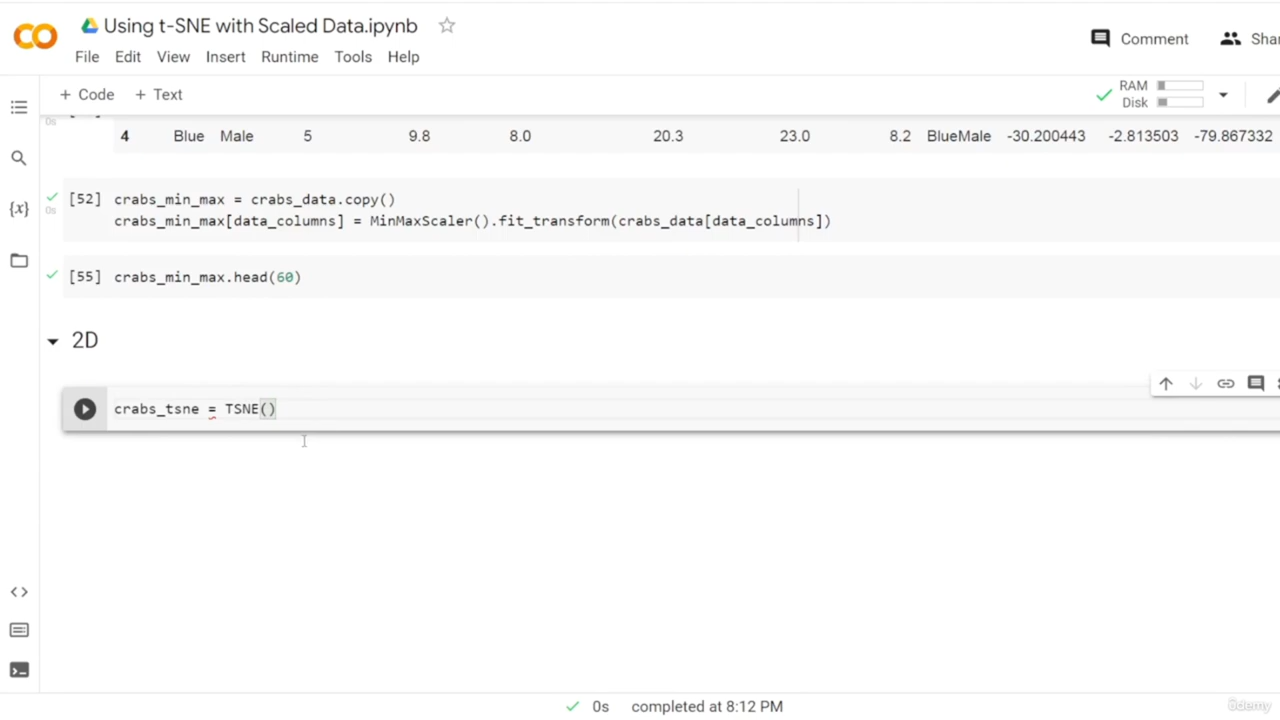 Using t-SNE with Scaled Data.ipynb
Comment
File Edit View Insert Runtime Tools Help
+ Code + Text
RAM
Disk
0s
4 Blue Male 5 9.8 8.0 20.3 23.0 8.2 BlueMale -30.200443 -2.813503 -79.867332
[52] crabs_min_max = crabs_data.copy()
0s
crabs_min_max[data_columns] = MinMaxScaler().fit_transform(crabs_data[data_columns])
{x}
[55] crabs_min_max.head(60)
2D
crabs_tsne = TSNE()
0s completed at 8:12 PM
ûdemy